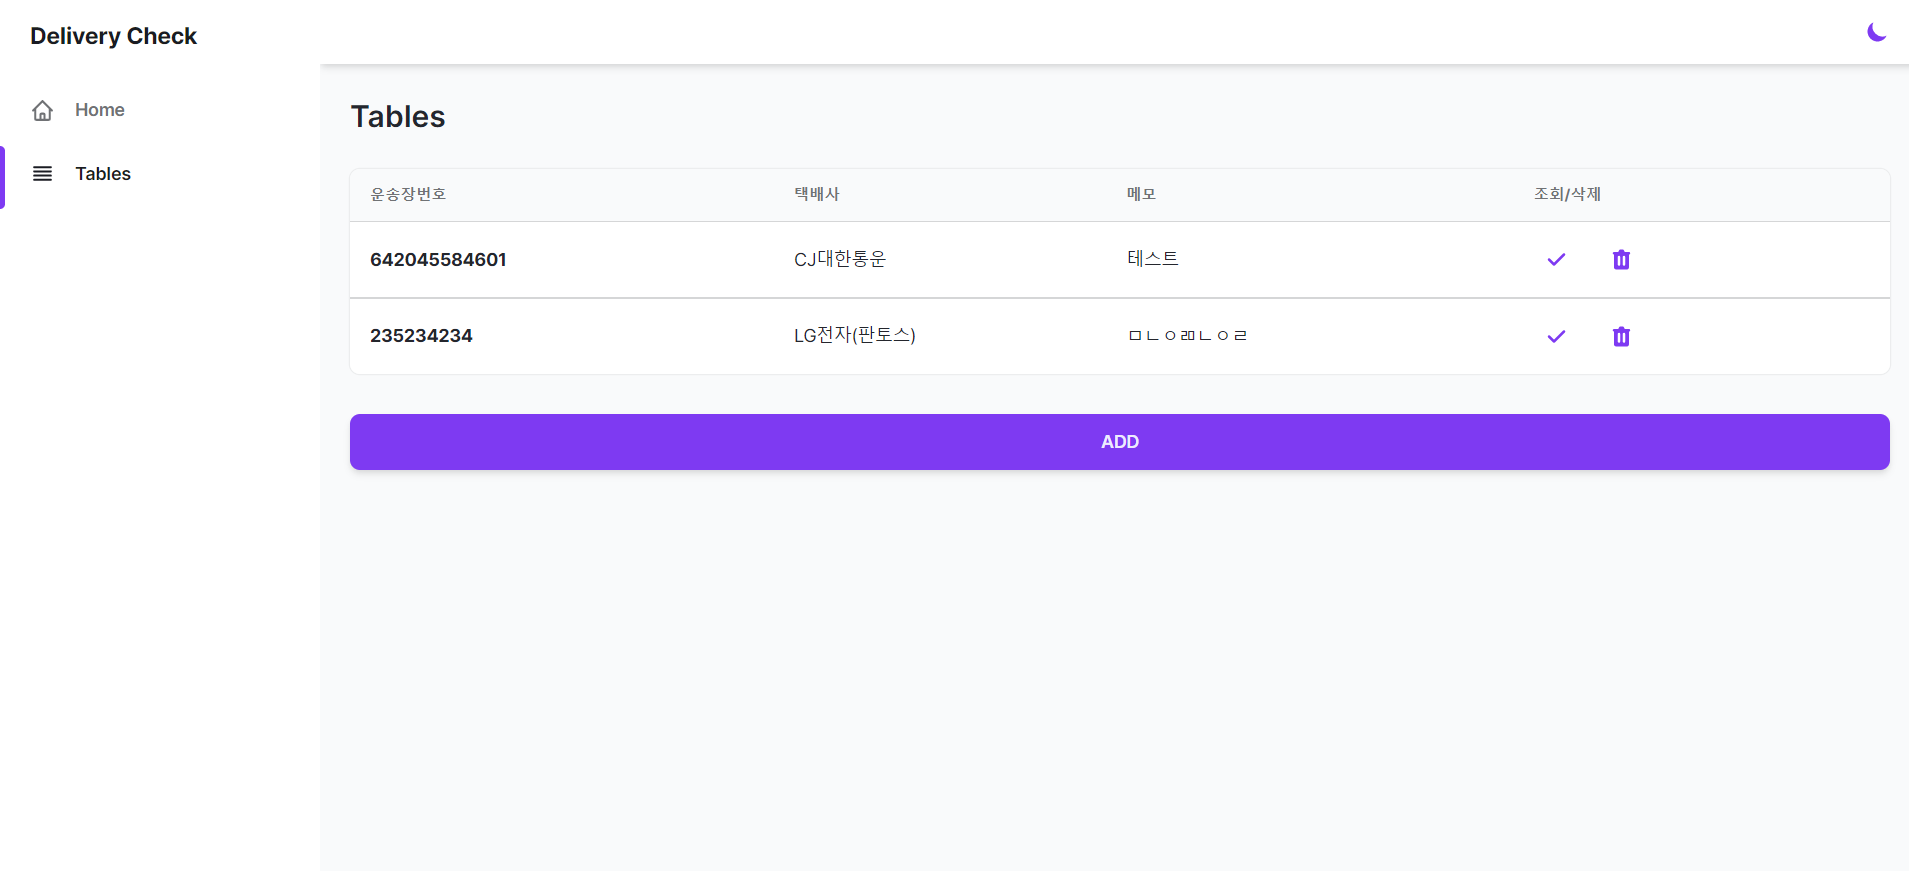 Delivery Check
Home
Tables
Tables
운송장번호 택배사 메모 조회/삭제
642045584601 CJ대한통운 테스트
235234234 LG전자(판토스) ㅁㄴㅇㄻㄴㅇㄹ
ADD